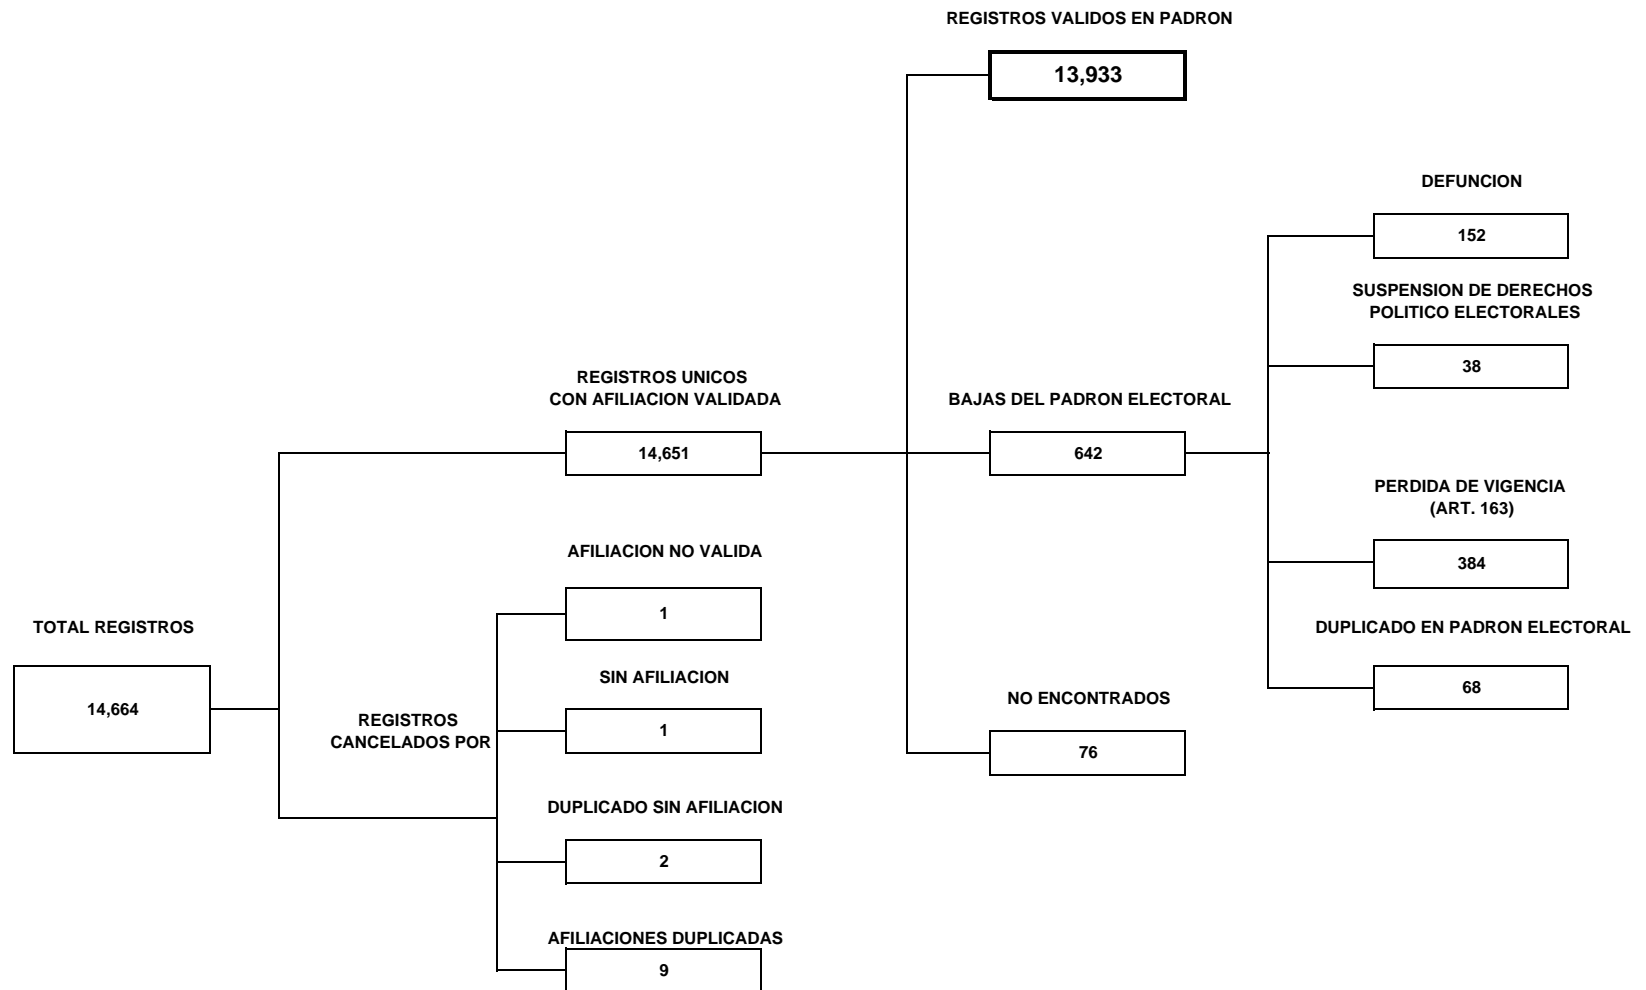 REGISTROS VALIDOS EN PADRON
13,933
DEFUNCION
152
SUSPENSION DE DERECHOS
POLITICO ELECTORALES
38
REGISTROS UNICOS
CON AFILIACION VALIDADA
14,651
BAJAS DEL PADRON ELECTORAL
642
PERDIDA DE VIGENCIA
(ART. 163)
384
AFILIACION NO VALIDA
1
TOTAL REGISTROS
14,664
DUPLICADO EN PADRON ELECTORAL
68
SIN AFILIACION
1
NO ENCONTRADOS
76
REGISTROS
CANCELADOS POR
DUPLICADO SIN AFILIACION
2
AFILIACIONES DUPLICADAS
9